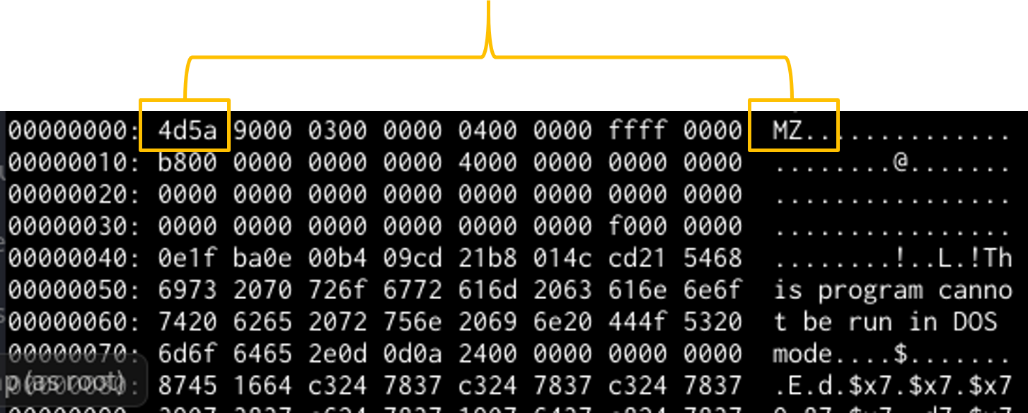 00000000: 4d5a 9000 0300 0000 0400 0000 ffff 0000 MZ..............
00000010: b800 0000 0000 0000 4000 0000 0000 0000 ........@.......
00000020: 0000 0000 0000 0000 0000 0000 0000 0000 ................
00000030: 0000 0000 0000 0000 0000 0000 f000 0000 ................
00000040: 0e1f ba0e 00b4 09cd 21b8 014c cd21 5468 ........!..L.!Th
00000050: 6973 2070 726f 6772 616d 2063 616e 6e6f is program canno
00000060: 7420 6265 2072 756e 2069 6e20 444f 5320 t be run in DOS
00000070: 6d6f 6465 2e0d 0d0a 2400 0000 0000 0000 mode....$.......
p (as root)
8745 1664 c324 7837 c324 7837 c324 7837 .E.d.$x7.$x7.$x7